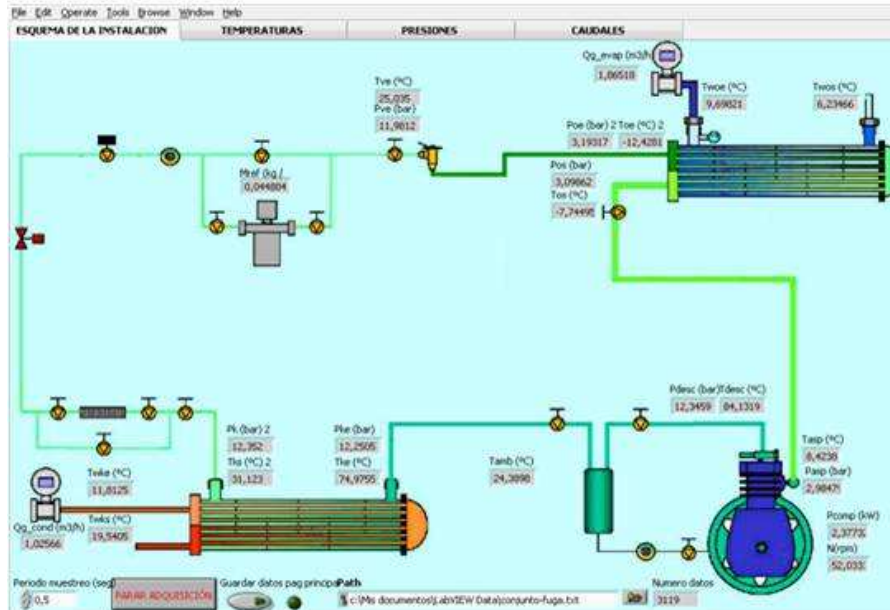 File Edit Operate Tools Browse Window Help
ESQUEMA DE LA INSTALACION TEMPERATURAS PRESIONES CAUDALES
Qg_evap (m3/h
1,86518
Twoe (ºC)
9,69821
Twos (ºC)
6,23466
Tve (ºC)
25,035
Pve (bar)
11,9812
Poe (bar) 2 Toe (ºC) 2
3,19317 -12,4281
Pos (bar)
3,09862
Tos (ºC)
-7,74495
Mref (kg/_
0,044804
Pdesc (bar) Tdesc (ºC)
12,3459 84,1319
Pk (bar) 2
12,352
Tks (ºC) 2
31,123
Pke (bar)
12,2505
Tke (ºC)
74,9755
Tamb (ºC)
24,3898
Tasp (ºC)
8,4238
Pasp (bar)
2,9847
Twke (ºC)
11,8125
Twks (ºC)
19,5405
Qg_cond (m3/h)
1,02566
Pcomp (kW)
2,3773
N(rpm)
52,033
Periodo muestreo (seg)
0,5
PARAR ADQUISICIÓN
Guardar datos pag principal
Path
c:\Mis documentos\LabVIEW Data\conjunto-fuga.txt
Numero datos
3119